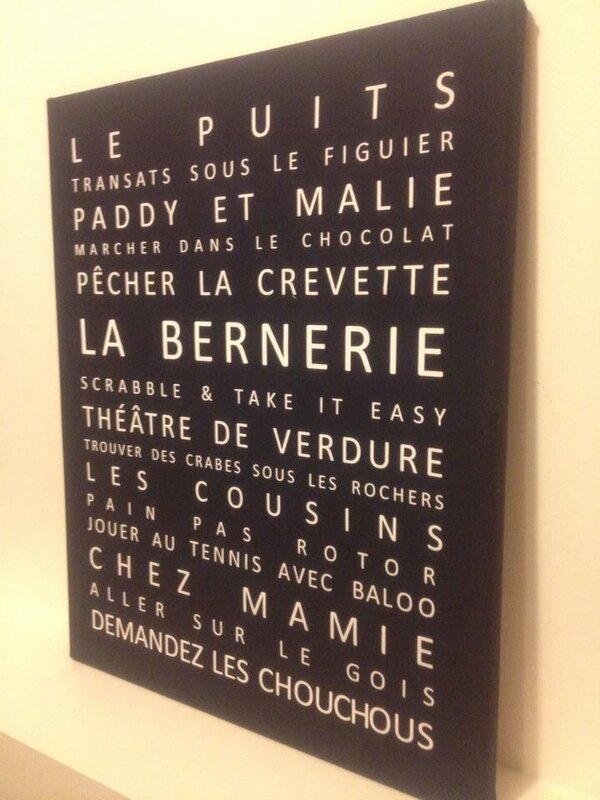 LE PUITS
TRANSATS SOUS LE FIGUIER
PADDY ET MALIE
MARCHER DANS LE CHOCOLAT
PÊCHER LA CREVETTE
LA BERNERIE
SCRABBLE & TAKE IT EASY
THÉÂTRE DE VERDURE
TROUVER DES CRABES SOUS LES ROCHERS
LES COUSINS
PAIN PAS ROTOR
JOUER AU TENNIS AVEC BALOO
CHEZ MAMIE
ALLER SUR LE GOIS
DEMANDEZ LES CHOUCHOUS